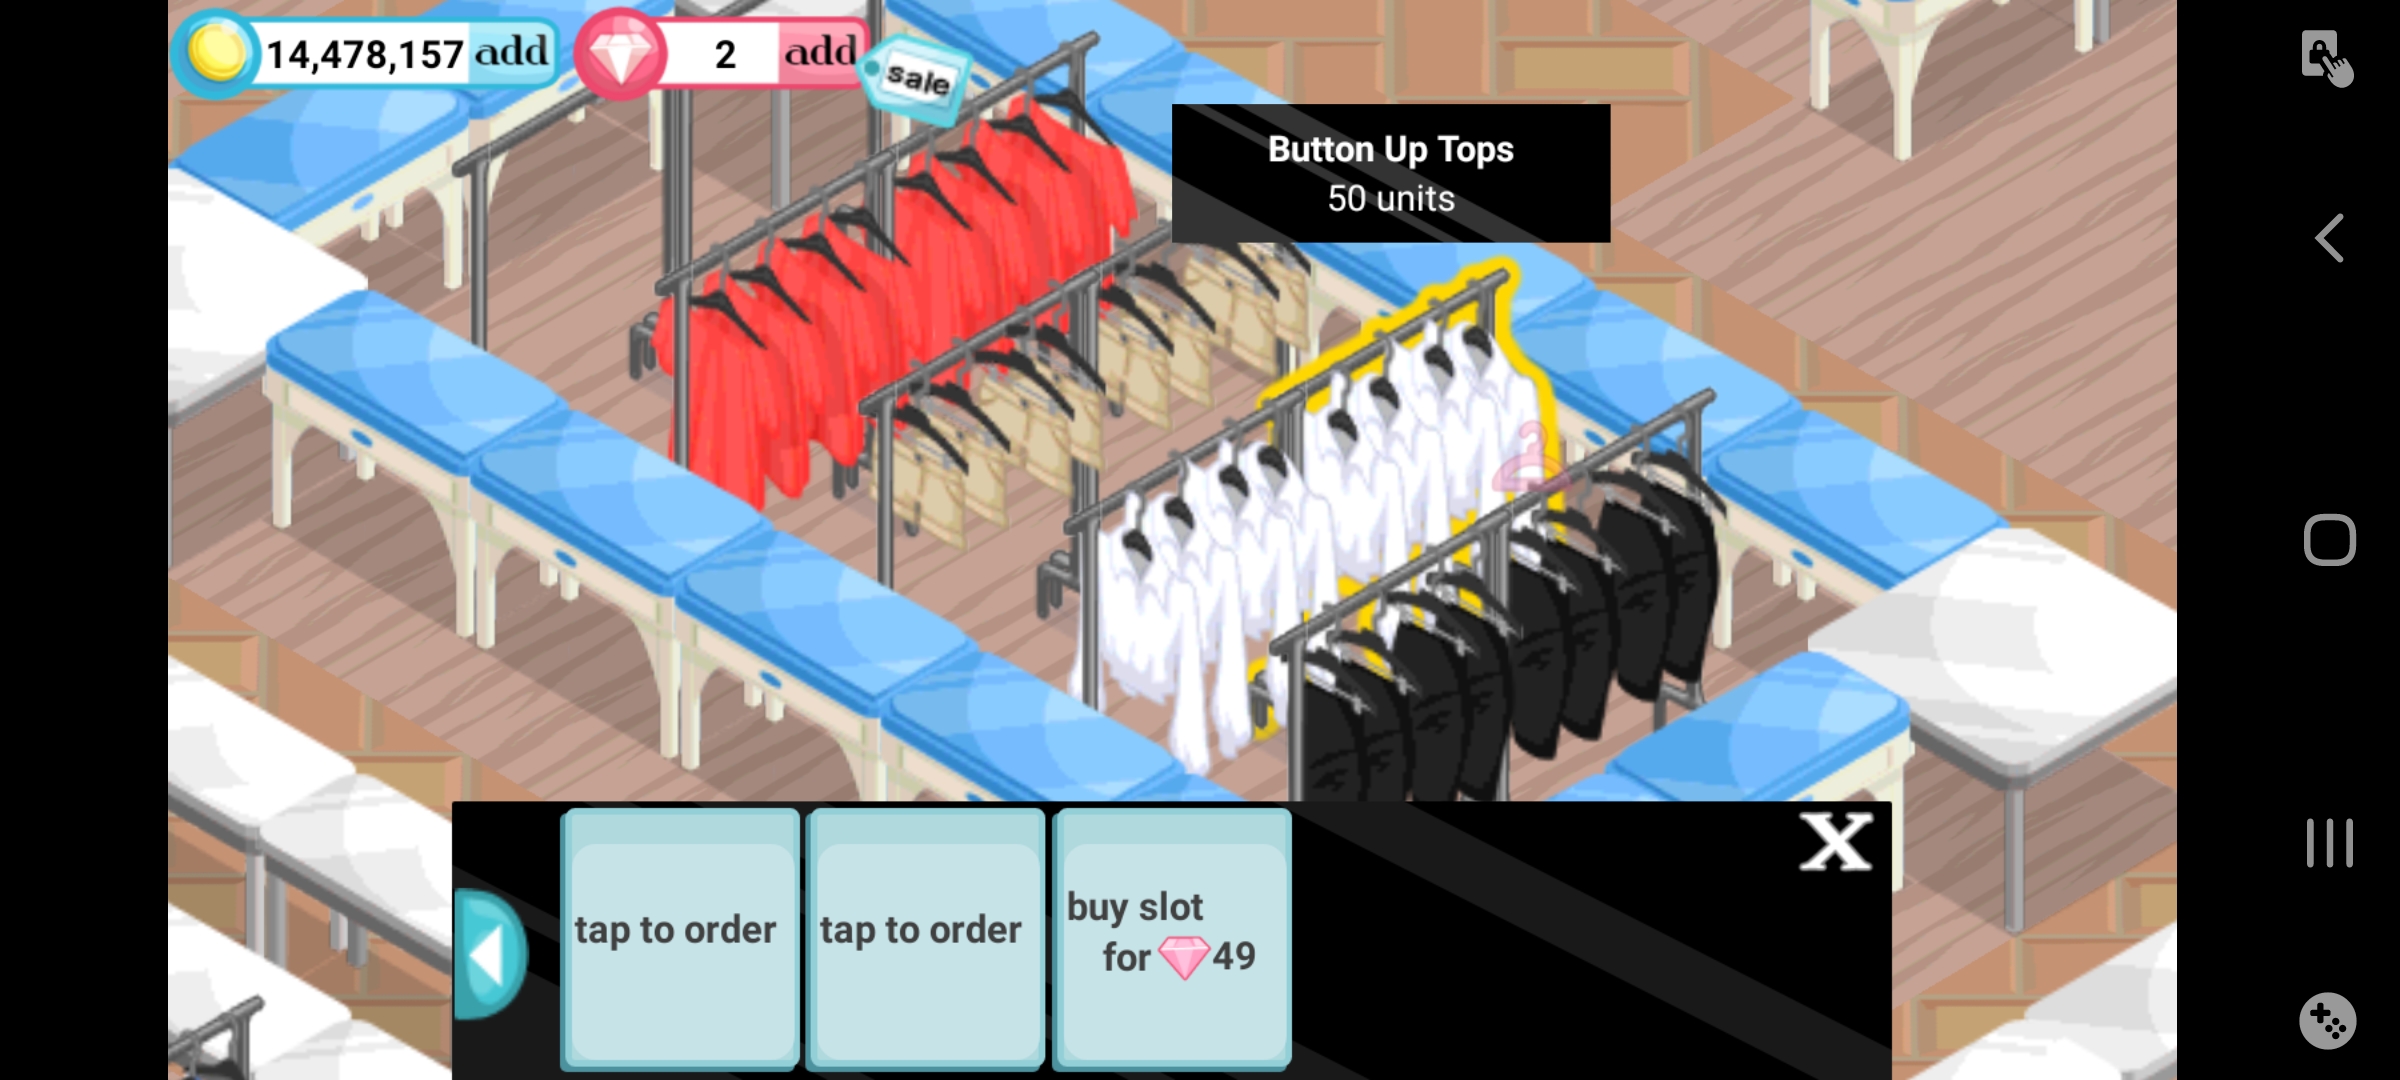 14,478,157 add
2 add
sale
Button Up Tops
50 units
X
tap to order
tap to order
buy slot
for 49